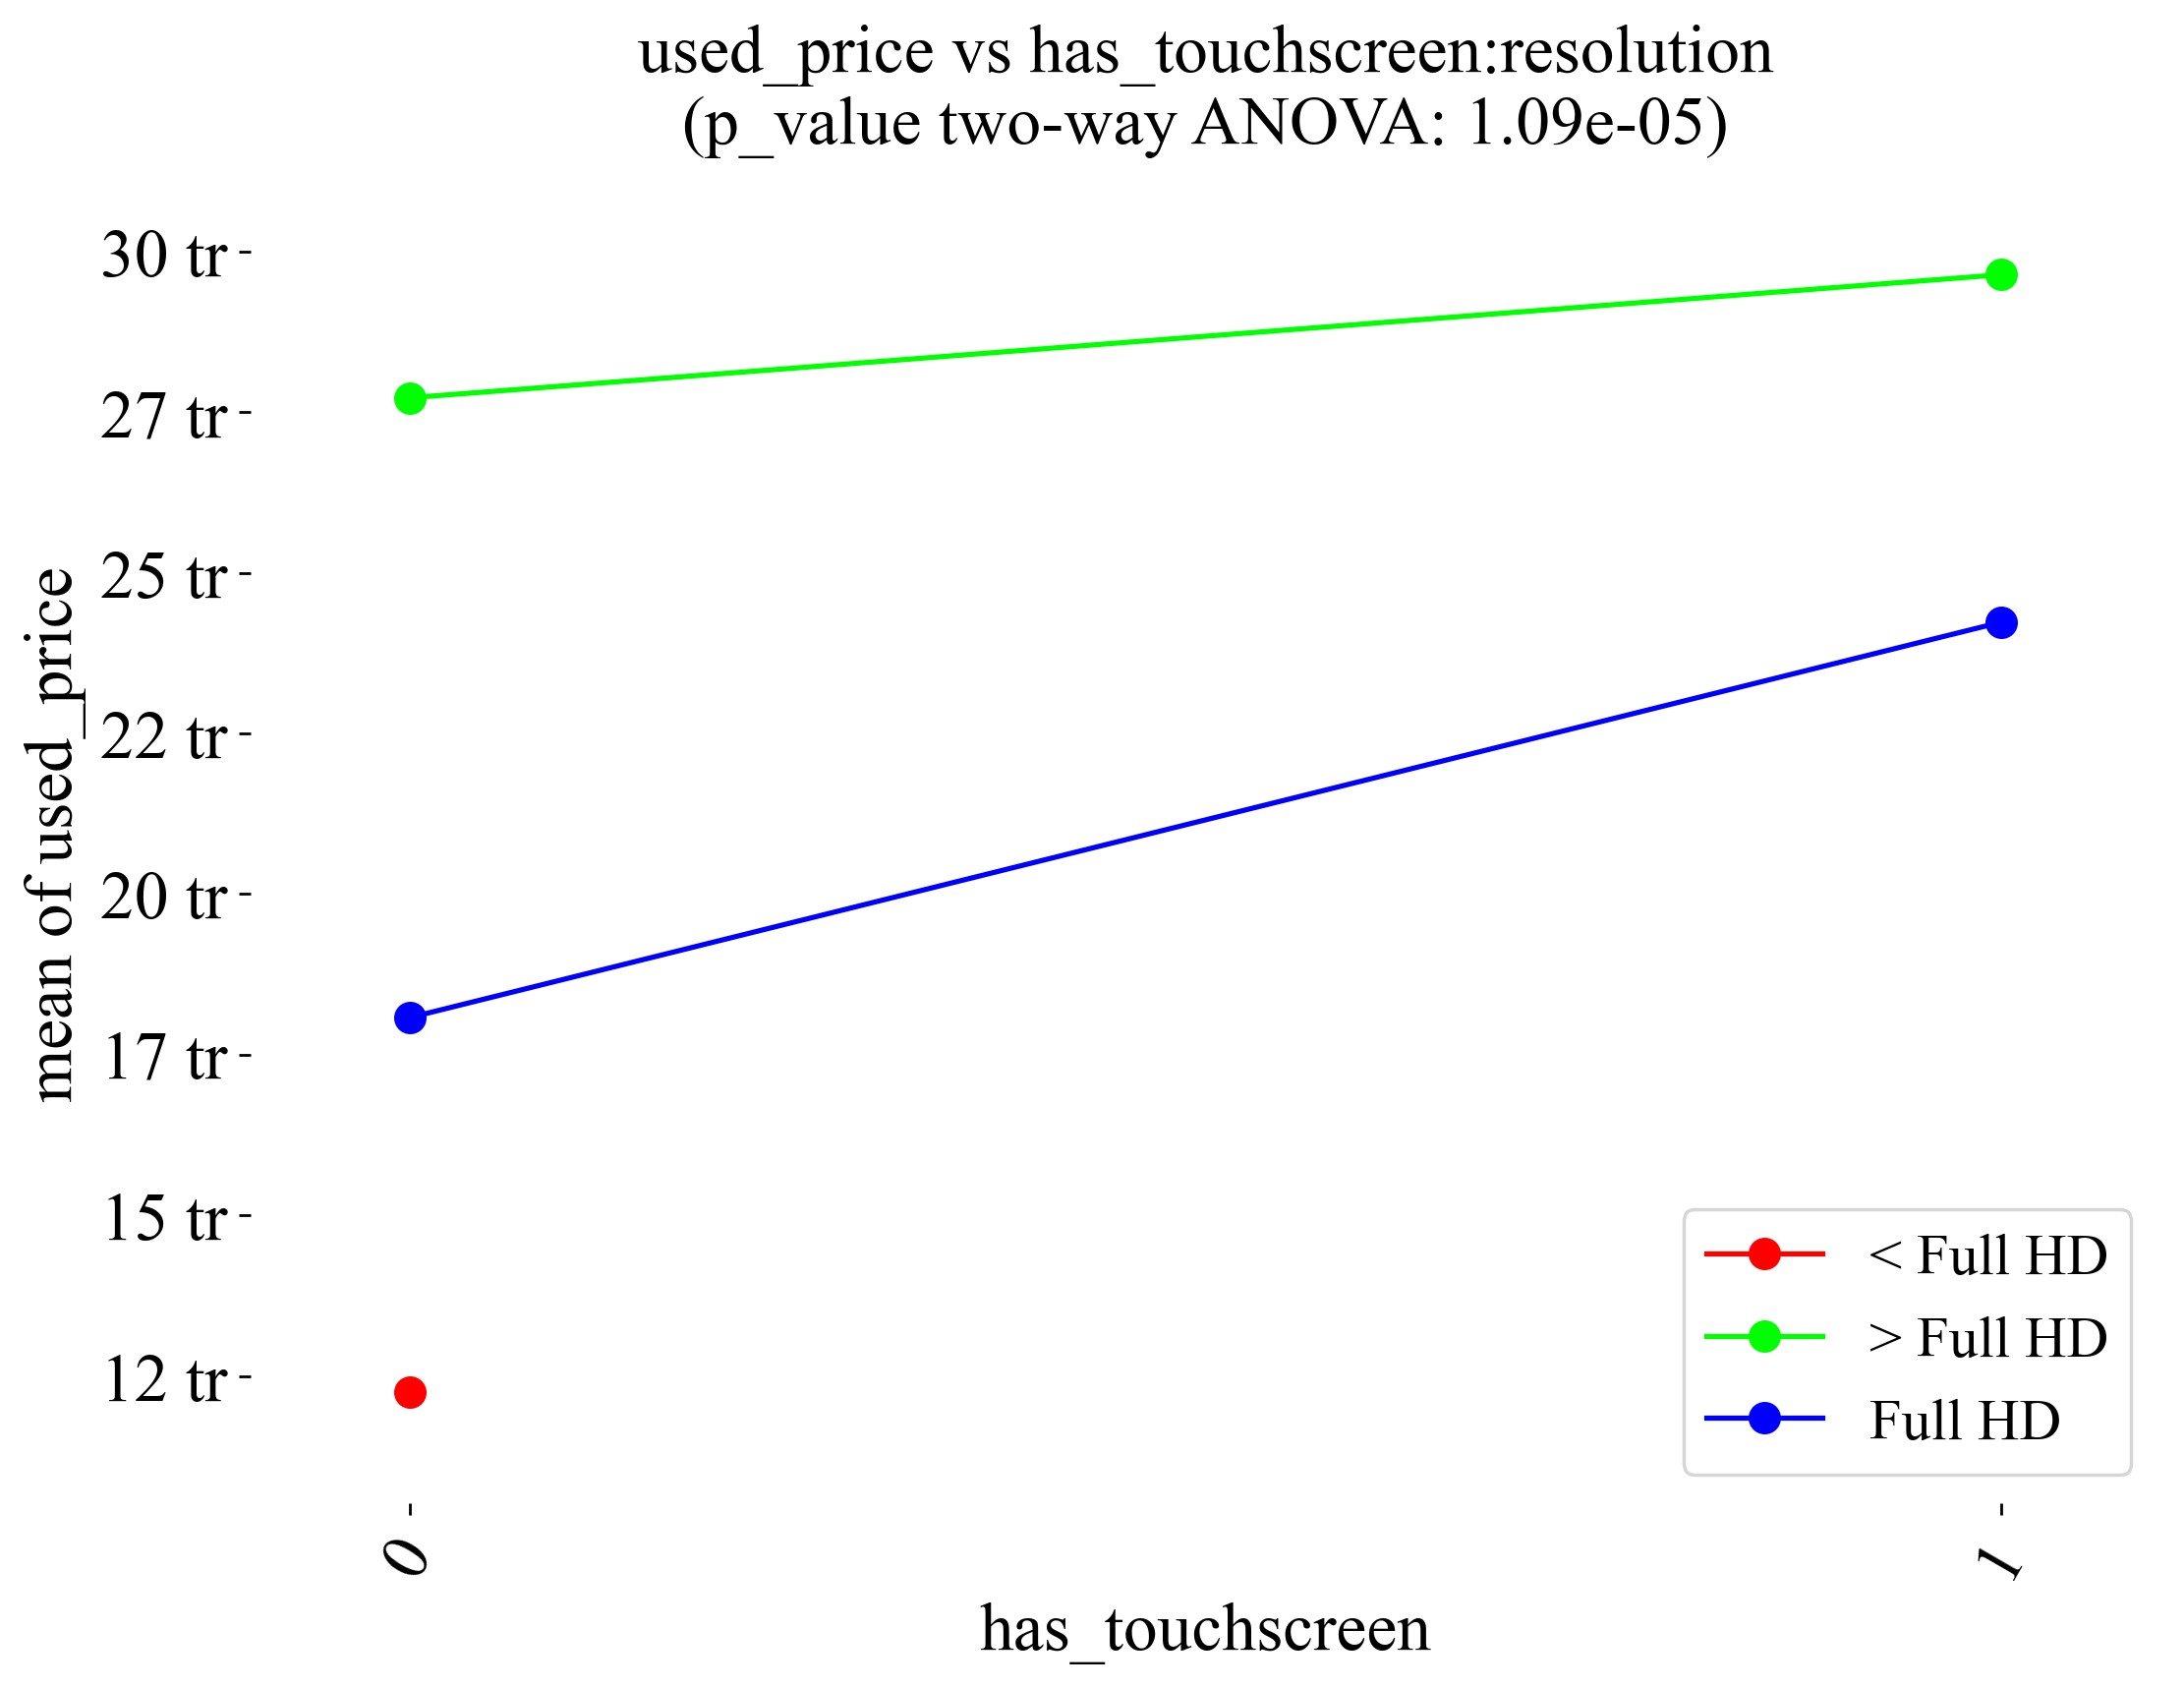 used_price vs has_touchscreen:resolution
(p_value two-way ANOVA: 1.09e-05)
mean of used_price
30 tr
27 tr
25 tr
22 tr
20 tr
17 tr
15 tr
12 tr
< Full HD
> Full HD
Full HD
0
1
has_touchscreen